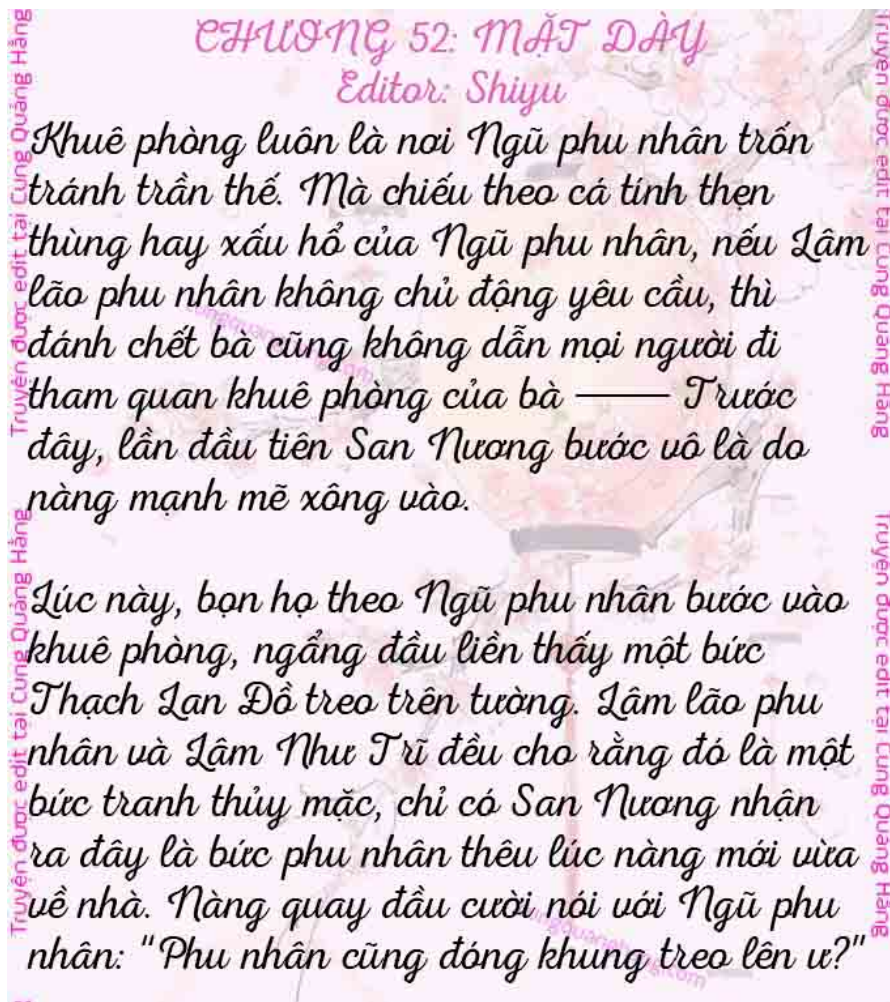 CHƯƠNG 52: MẶT DÀY
Editor: Shiyu
Khuê phòng luôn là nơi Ngũ phu nhân trốn
tránh trần thế. Mà chiếu theo cá tính thẹn
thùng hay xấu hổ của Ngũ phu nhân, nếu Lâm
lão phu nhân không chủ động yêu cầu, thì
đánh chết bà cũng không dẫn mọi người đi
tham quan khuê phòng của bà —— Trước
đây, lần đầu tiên San Nương bước vô là do
nàng mạnh mẽ xông vào.
Lúc này, bọn họ theo Ngũ phu nhân bước vào
khuê phòng, ngẩng đầu liền thấy một bức
Thạch Lan Đồ treo trên tường. Lâm lão phu
nhân và Lâm Như Trĩ đều cho rằng đó là một
bức tranh thủy mặc, chỉ có San Nương nhận
ra đây là bức phu nhân thêu lúc nàng mới vừa
về nhà. Nàng quay đầu cười nói với Ngũ phu
nhân: "Phu nhân cũng đóng khung treo lên ư?"
Truyện được edit tại Cung Quảng Hằng
Truyện được edit tại Cung Quảng Hằng
Truyện được edit tại Cung Quảng Hằng
Truyện được edit tại Cung Quảng Hằng